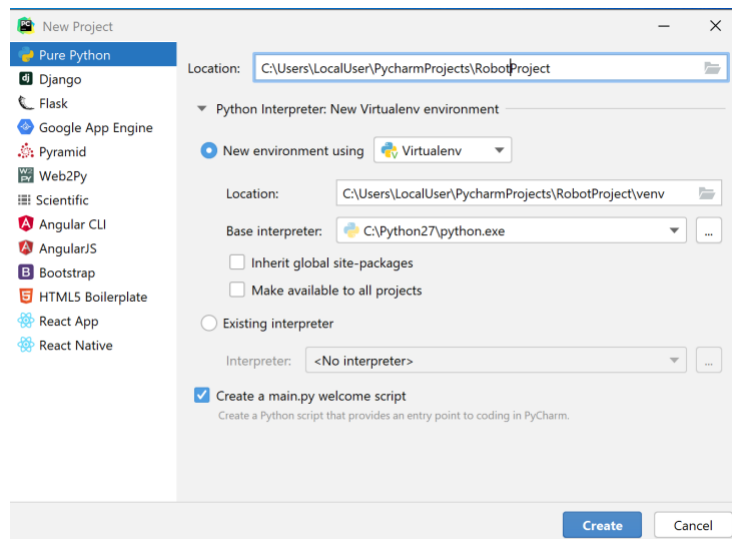 New Project
Pure Python
Django
Flask
Google App Engine
Pyramid
Web2Py
Scientific
Angular CLI
AngularJS
Bootstrap
HTML5 Boilerplate
React App
React Native
Location: C:\Users\LocalUser\PycharmProjects\RobotProject
Python Interpreter: New Virtualenv environment
New environment using Virtualenv
Location: C:\Users\LocalUser\PycharmProjects\RobotProject\venv
Base interpreter: C:\Python27\python.exe ...
Inherit global site-packages
Make available to all projects
Existing interpreter
Interpreter: <No interpreter> ...
Create a main.py welcome script
Create a Python script that provides an entry point to coding in PyCharm.
Create Cancel